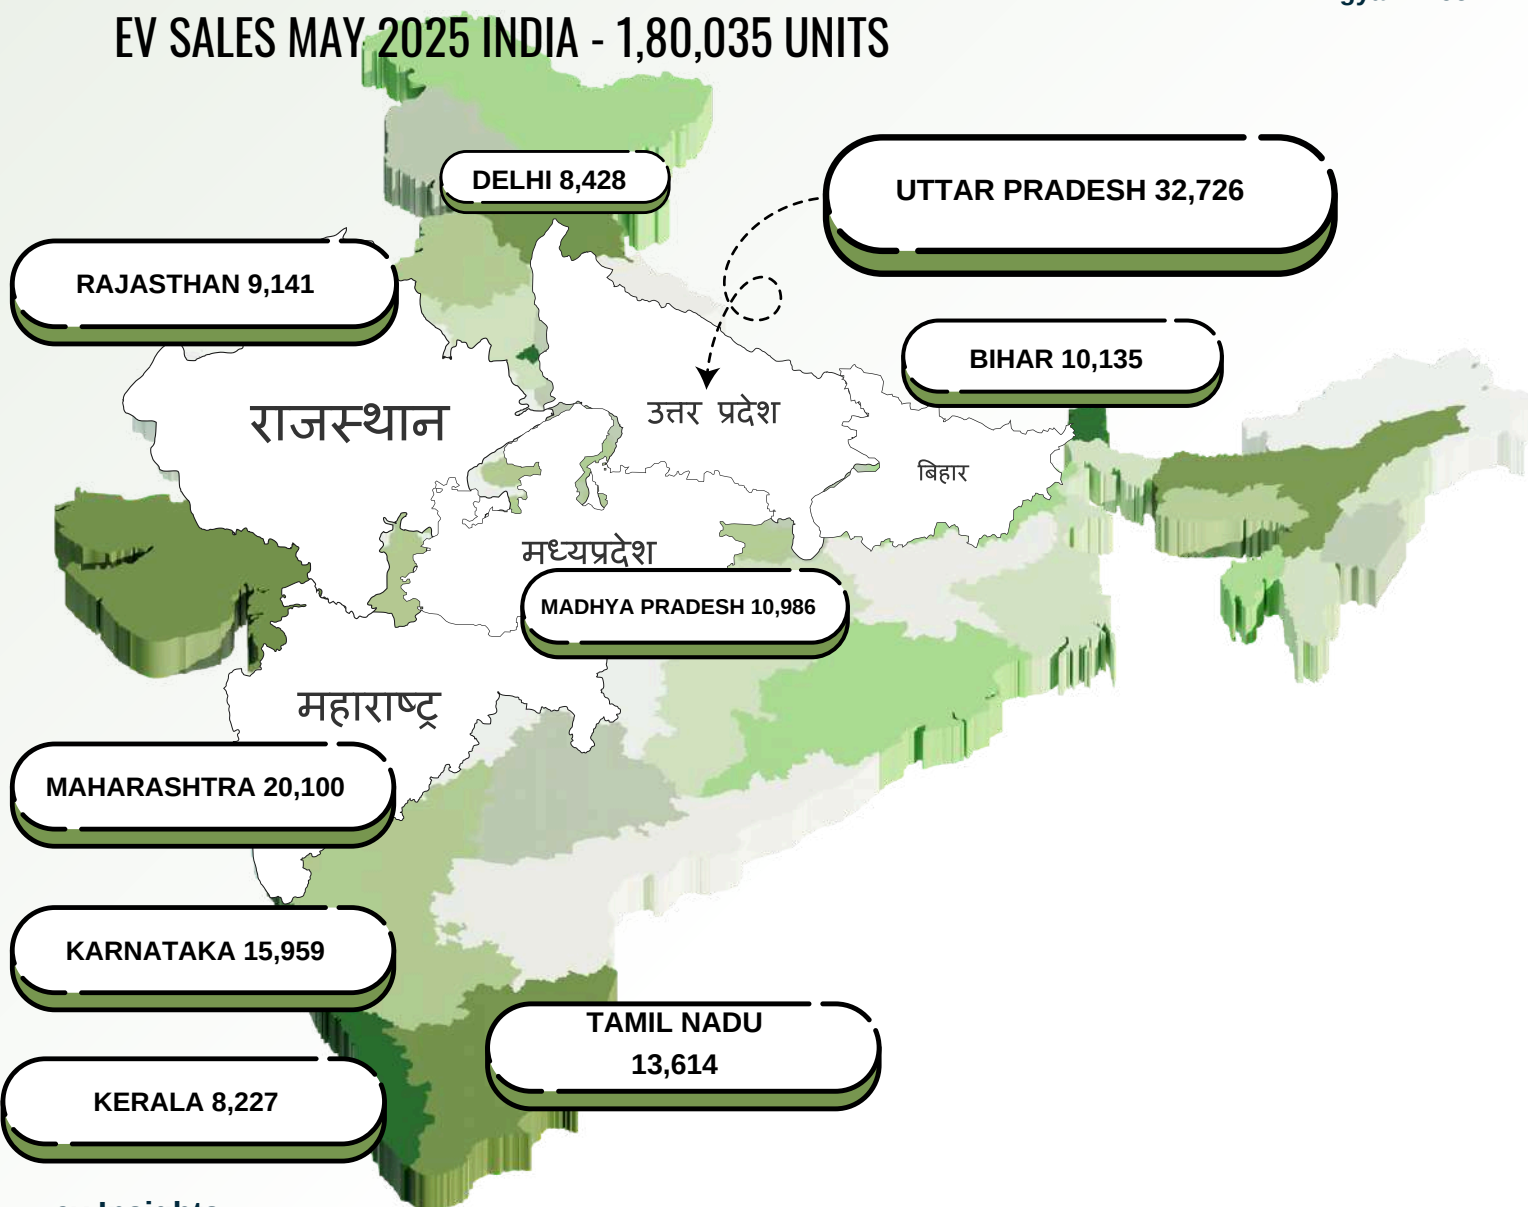 EV SALES MAY 2025 INDIA - 1,80,035 UNITS
DELHI 8,428
UTTAR PRADESH 32,726
RAJASTHAN 9,141
BIHAR 10,135
राजस्थान
उत्तर प्रदेश
बिहार
मध्यप्रदेश
MADHYA PRADESH 10,986
महाराष्ट्र
MAHARASHTRA 20,100
KARNATAKA 15,959
TAMIL NADU
13,614
KERALA 8,227